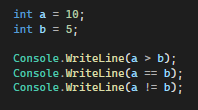 int a = 10;
int b = 5;
Console.WriteLine(a > b);
Console.WriteLine(a == b);
Console.WriteLine(a != b);